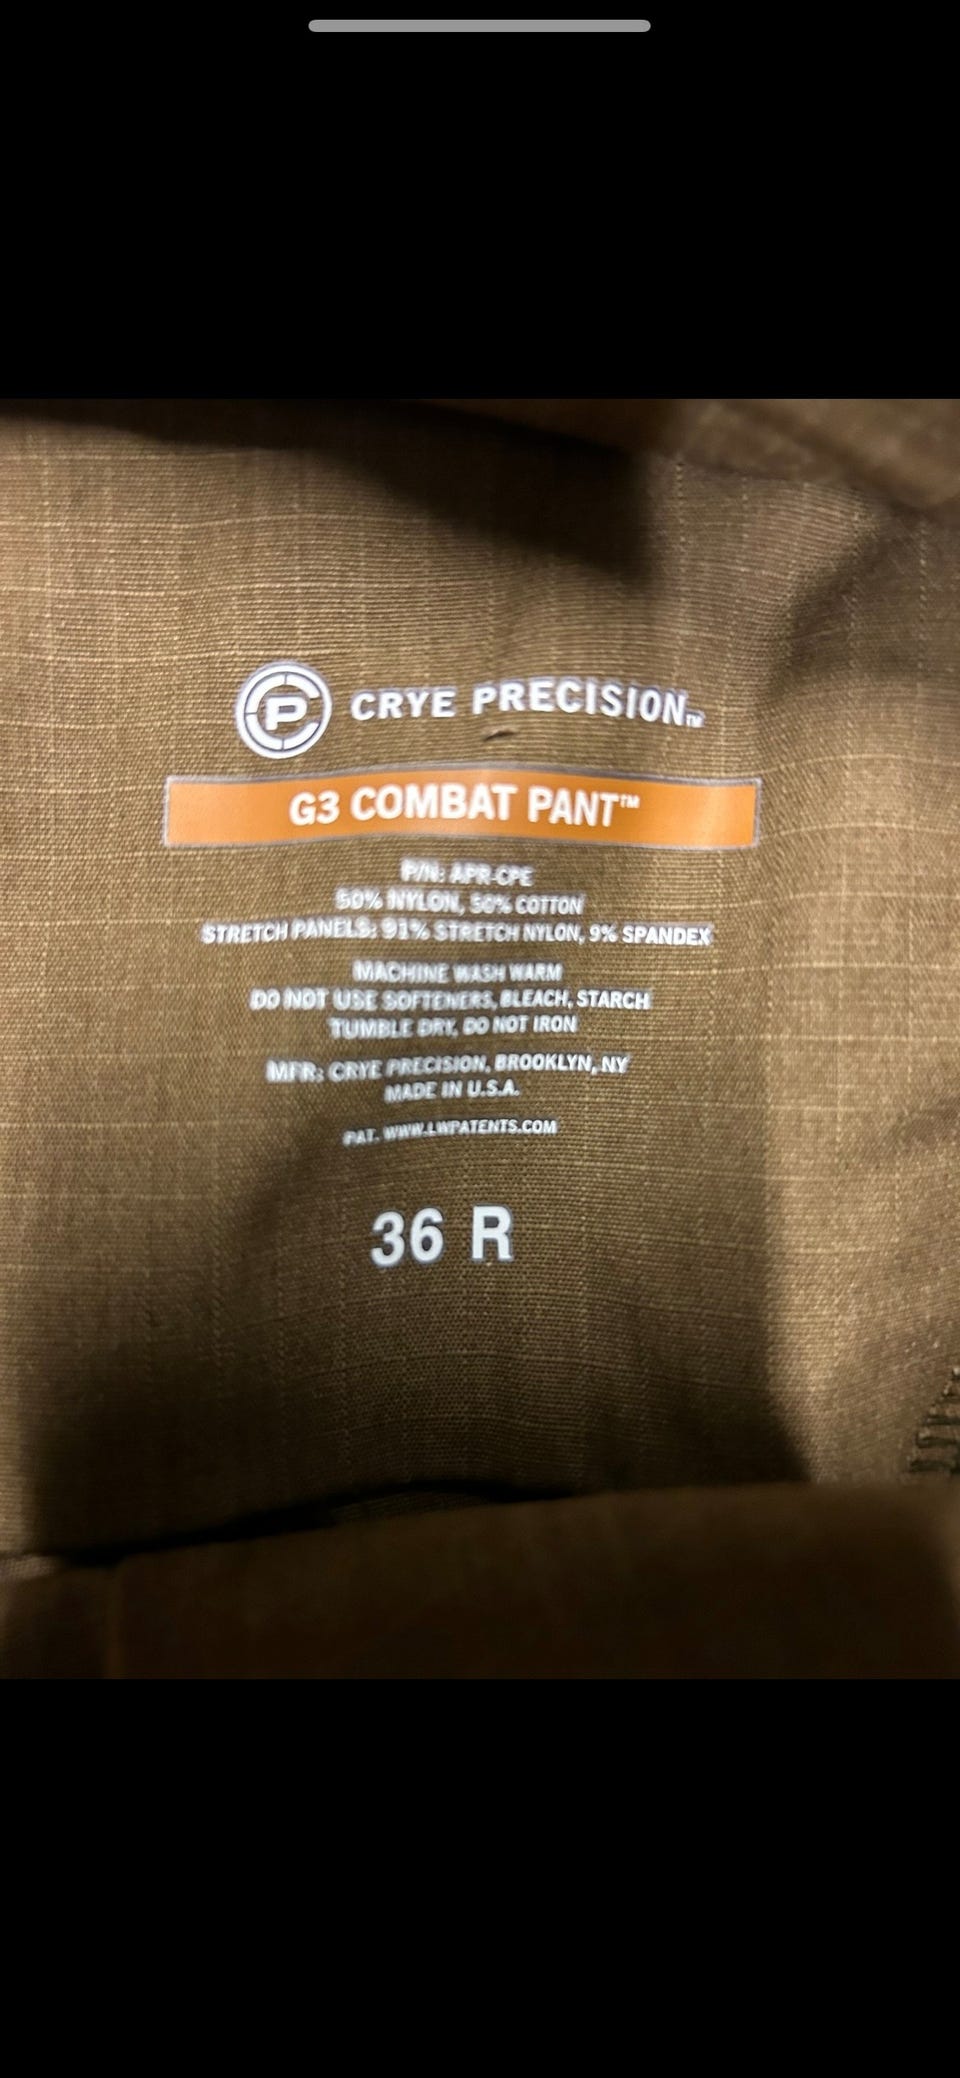 CP CRYE PRECISION™
G3 COMBAT PANT™
P/N: APR-CPE
50% NYLON, 50% COTTON
STRETCH PANELS: 91% STRETCH NYLON, 9% SPANDEX
MACHINE WASH WARM
DO NOT USE SOFTENERS, BLEACH, STARCH
TUMBLE DRY, DO NOT IRON
MFR: CRYE PRECISION, BROOKLYN, NY
MADE IN U.S.A.
PAT. WWW.LWPATENTS.COM
36 R